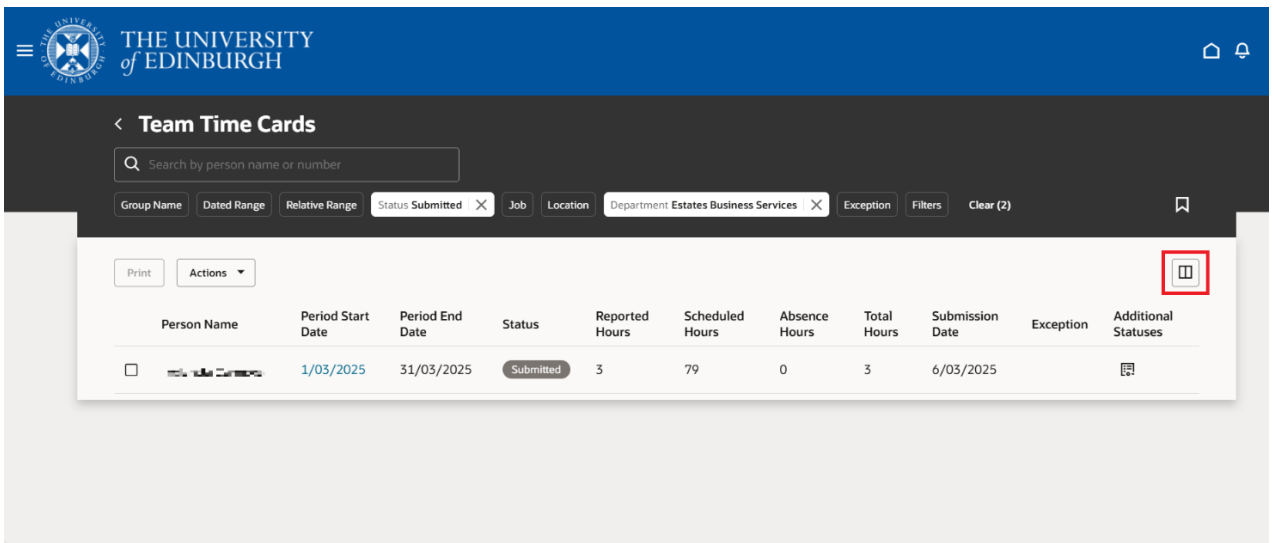 THE UNIVERSITY
of EDINBURGH
Team Time Cards
Search by person name or number
Group Name Dated Range Relative Range Status Submitted Job Location Department Estates Business Services Exception Filters Clear (2)
Print Actions
Person Name Period Start Date Period End Date Status Reported Hours Scheduled Hours Absence Hours Total Hours Submission Date Exception Additional Statuses
1/03/2025 31/03/2025 Submitted 3 79 0 3 6/03/2025